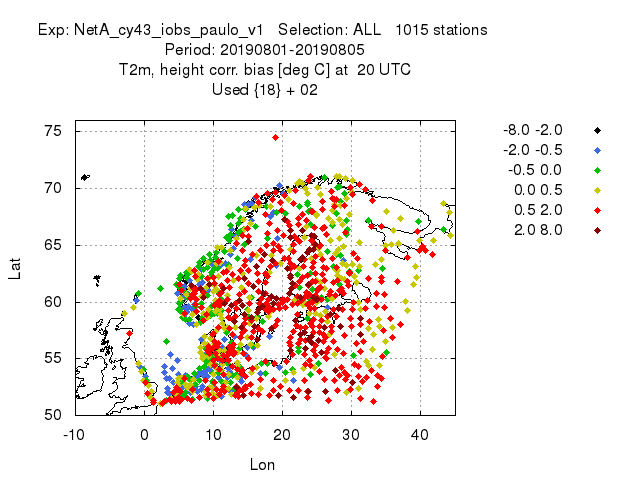 Exp: NetA_cy43_iobs_paulo_v1 Selection: ALL 1015 stations
Period: 20190801-20190805
T2m, height corr. bias [deg C] at 20 UTC
Used {18} + 02
-8.0 -2.0
-2.0 -0.5
-0.5 0.0
0.0 0.5
0.5 2.0
2.0 8.0
75
70
65
60
55
50
Lat
-10 0 10 20 30 40
Lon